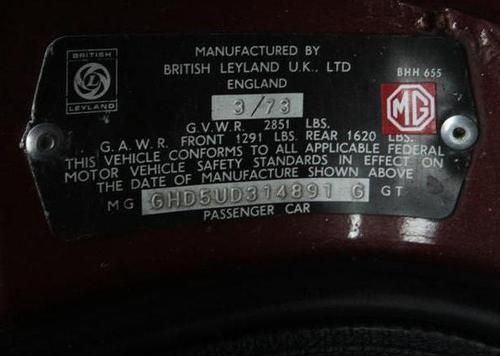 BRITISH
LEYLAND
MANUFACTURED BY
BRITISH LEYLAND U.K., LTD
ENGLAND
BHH 655
3/73
MG
G.V.W.R. 2851 LBS.
G.A.W.R. FRONT 1291 LBS. REAR 1620 LBS.
THIS VEHICLE CONFORMS TO ALL APPLICABLE FEDERAL
MOTOR VEHICLE SAFETY STANDARDS IN EFFECT ON
THE DATE OF MANUFACTURE SHOWN ABOVE
MG GHD5UD314891 G GT
PASSENGER CAR